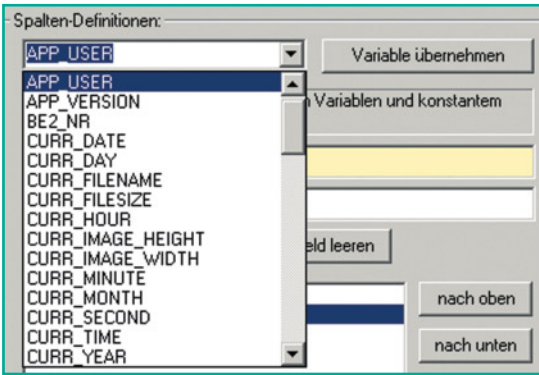 Spalten-Definitionen:
APP_USER
Variable übernehmen
APP_USER
APP_VERSION
BE2_NR
CURR_DATE
CURR_DAY
CURR_FILENAME
CURR_FILESIZE
CURR_HOUR
CURR_IMAGE_HEIGHT
CURR_IMAGE_WIDTH
CURR_MINUTE
CURR_MONTH
CURR_SECOND
CURR_TIME
CURR_YEAR
Variablen und konstantem
leeren
nach oben
nach unten